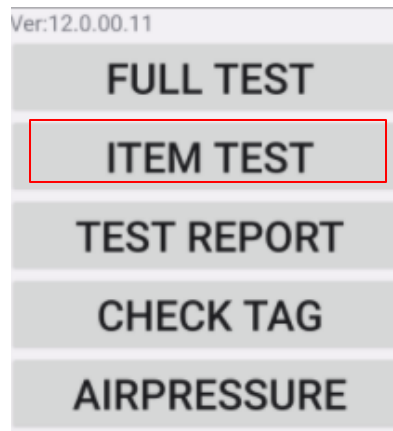 Ver:12.0.00.11
FULL TEST
ITEM TEST
TEST REPORT
CHECK TAG
AIRPRESSURE